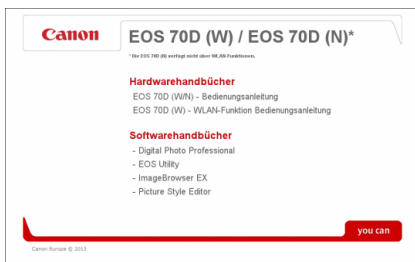 Canon
EOS 70D (W) / EOS 70D (N)*
* Die EOS 70D (N) verfügt nicht über WLAN-Funktionen.
Hardwarehandbücher
EOS 70D (W/N) - Bedienungsanleitung
EOS 70D (W) - WLAN-Funktion Bedienungsanleitung
Softwarehandbücher
- Digital Photo Professional
- EOS Utility
- ImageBrowser EX
- Picture Style Editor
you can
Canon Europe © 2013